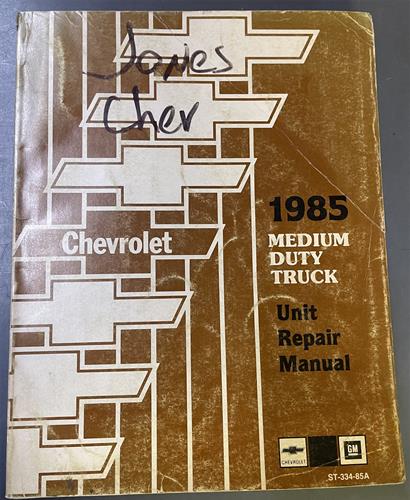 Jones
Cher
Chevrolet
1985
MEDIUM
DUTY
TRUCK
Unit
Repair
Manual
CHEVROLET
GM
ST-334-85A